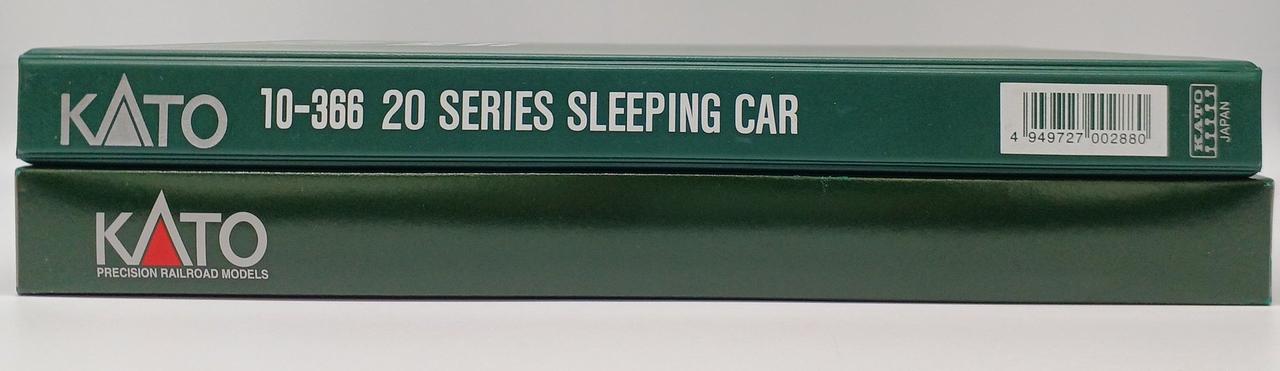 KATO 10-366 20 SERIES SLEEPING CAR
4 949727 002880
KATO
JAPAN
KATO
PRECISION RAILROAD MODELS